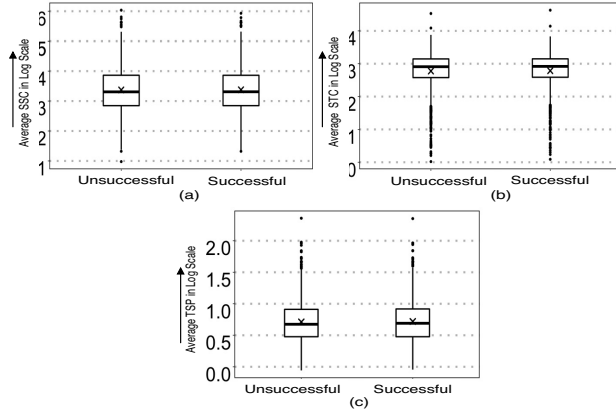 Average SSC in Log Scale
6
5
4
3
2
1
Unsuccessful Successful
(a)
Average STC in Log Scale
4
3
2
1
0
Unsuccessful Successful
(b)
Average TSP in Log Scale
2.0
1.5
1.0
0.5
0.0
Unsuccessful Successful
(c)